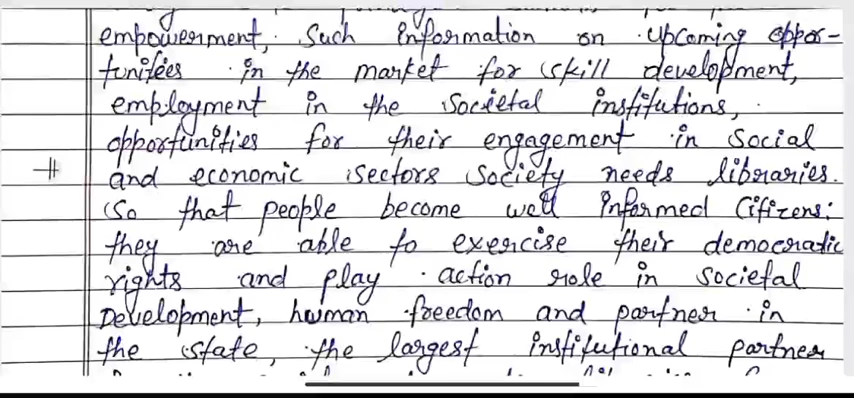 empowerment, Such information on upcoming oppor-
tunities in the market for skill development,
employment in the Societal institutions,
opportunities for their engagement in Social
# and economic sectors Society needs libraries.
So that people become well informed Citizens;
they are able to exercise their democratic
rights and play action role in societal
Development, human freedom and partner in
the state, the largest institutional partner